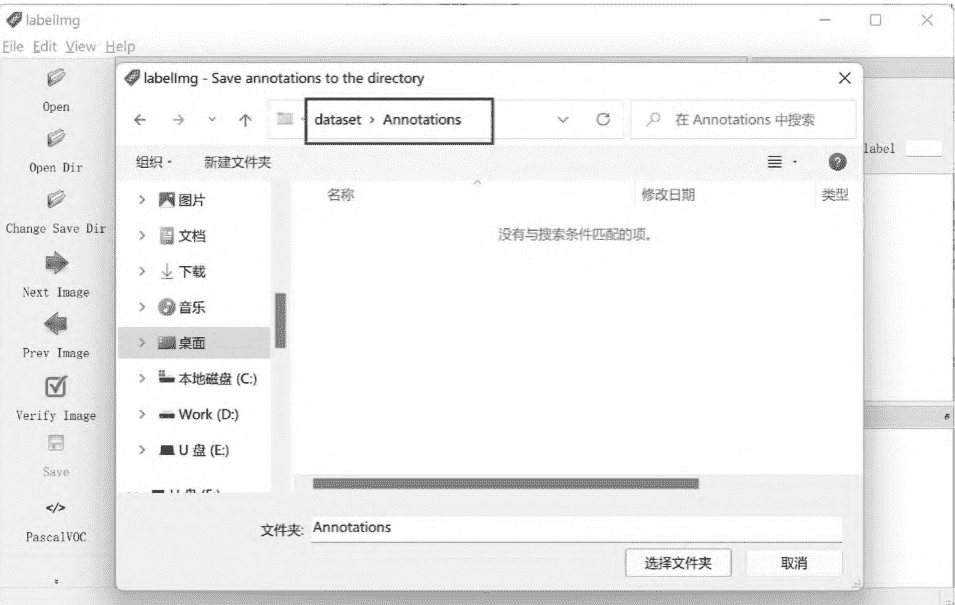 labelImg
File Edit View Help
Open
Open Dir
Change Save Dir
Next Image
Prev Image
Verify Image
Save
</>
PascalVOC
labelImg - Save annotations to the directory
dataset › Annotations
在 Annotations 中搜索
组织
新建文件夹
名称
修改日期
类型
没有与搜索条件匹配的项。
图片
文档
下载
音乐
桌面
本地磁盘 (C:)
Work (D:)
U 盘 (E:)
文件夹: Annotations
选择文件夹
取消
label